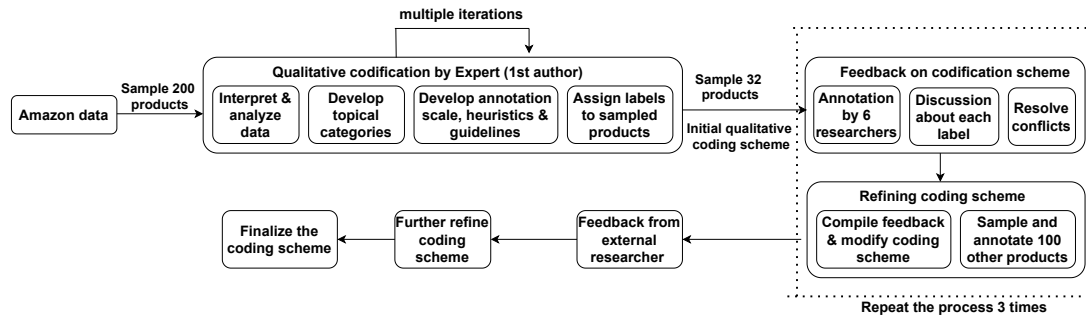 multiple iterations
Qualitative codification by Expert (1st author)
Amazon data
Sample 200
products
Interpret &
analyze
data
Develop
topical
categories
Develop annotation
scale, heuristics &
guidelines
Assign labels
to sampled
products
Sample 32
products
Initial qualitative
coding scheme
Feedback on codification scheme
Annotation
by 6
researchers
Discussion
about each
label
Resolve
conflicts
Refining coding scheme
Compile feedback
& modify coding
scheme
Sample and
annotate 100
other products
Repeat the process 3 times
Feedback from
external
researcher
Further refine
coding
scheme
Finalize the
coding scheme